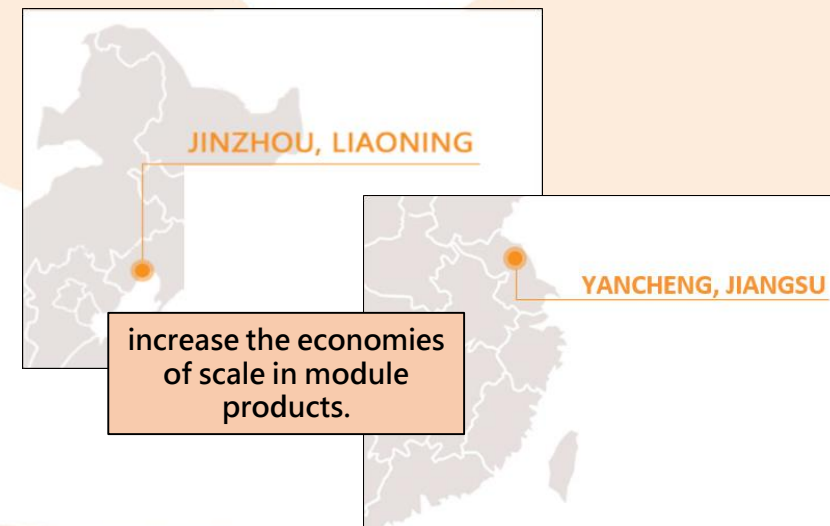 JINZHOU, LIAONING
YANCHENG, JIANGSU
increase the economies
of scale in module
products.